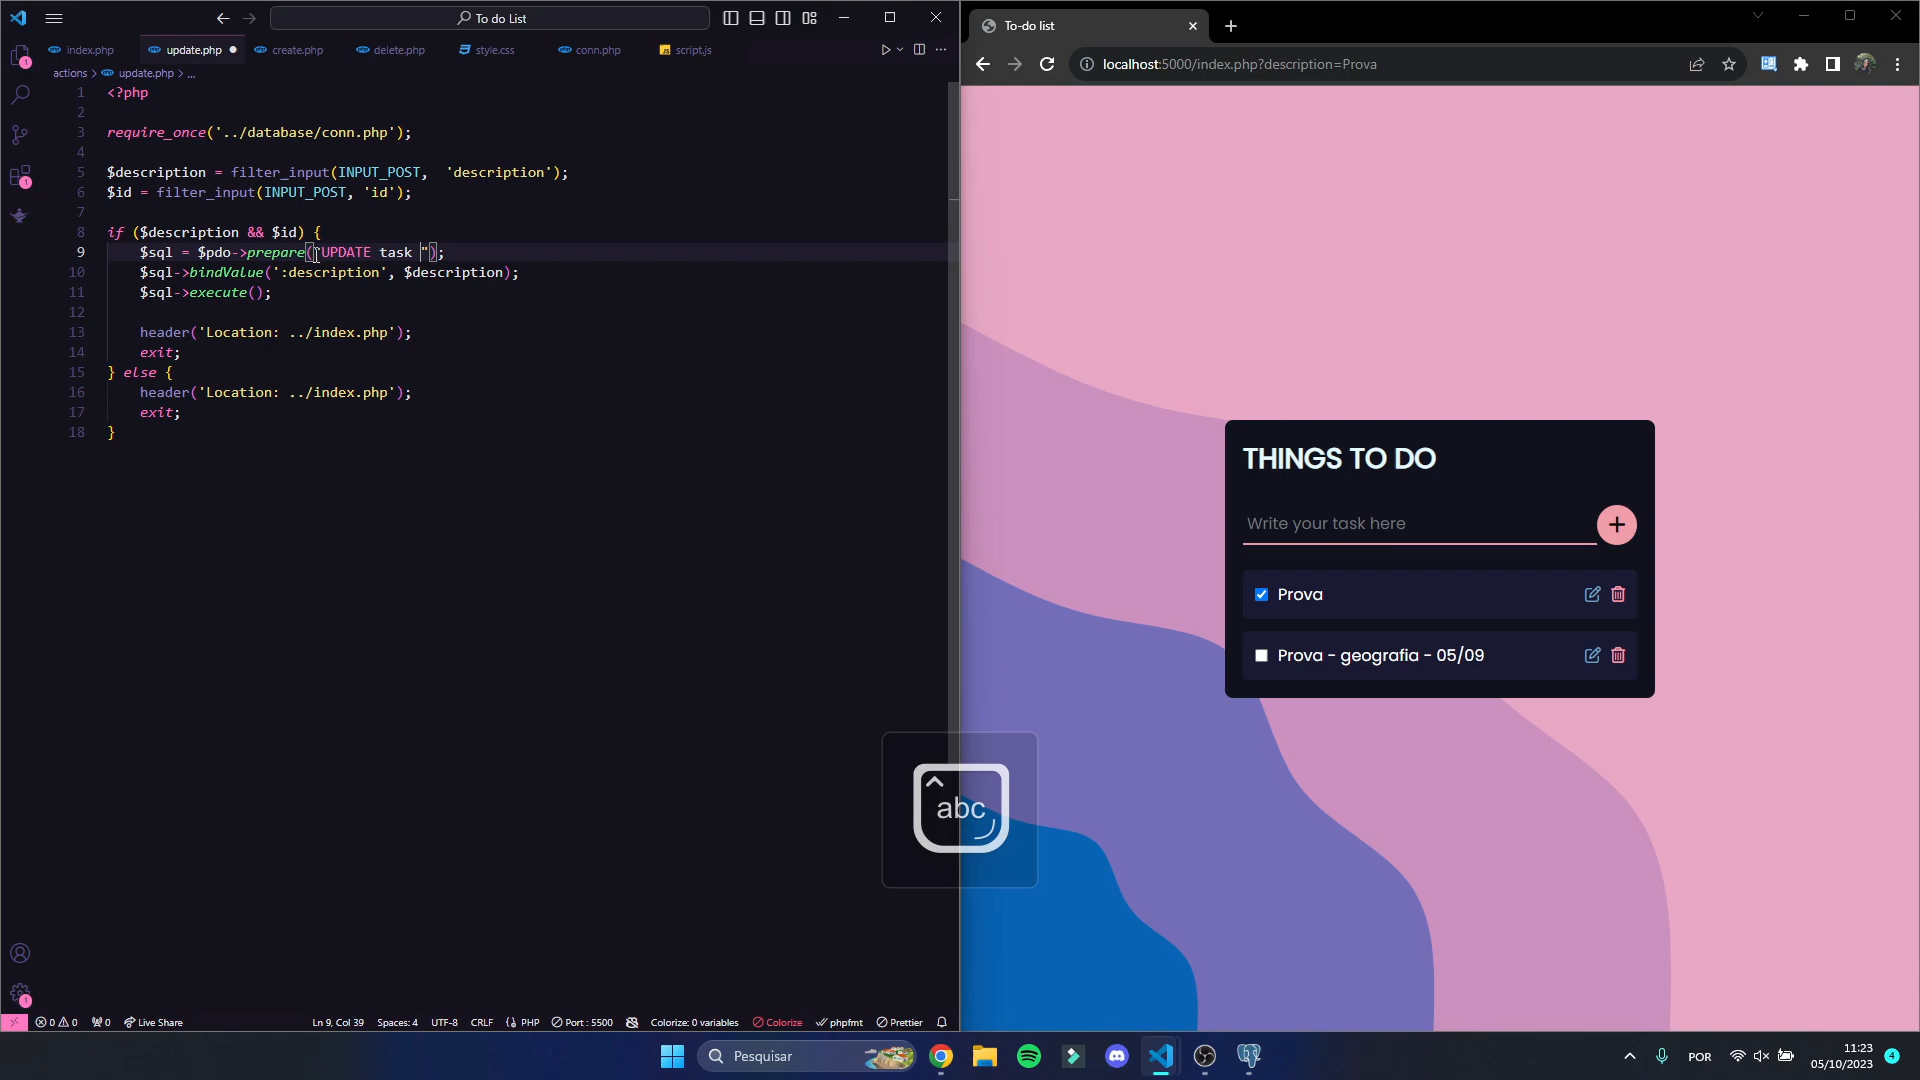 To do List
index.php
update.php
create.php
delete.php
style.css
conn.php
script.js
actions > update.php > ...
1 <?php
2
3 require_once('../database/conn.php');
4
5 $description = filter_input(INPUT_POST,  'description');
6 $id = filter_input(INPUT_POST, 'id');
7
8 if ($description && $id) {
9 $sql = $pdo->prepare("UPDATE task ");
10 $sql->bindValue(':description', $description);
11 $sql->execute();
12
13 header('Location: ../index.php');
14 exit;
15 } else {
16 header('Location: ../index.php');
17 exit;
18 }
abc
0 0 0 Live Share Ln 9, Col 39 Spaces: 4 UTF-8 CRLF PHP Port : 5500 Colorize: 0 variables Colorize phpfmt Prettier
To-do list
localhost:5000/index.php?description=Prova
THINGS TO DO
Write your task here
Prova
Prova - geografia - 05/09
Pesquisar
POR
11:23
05/10/2023
4